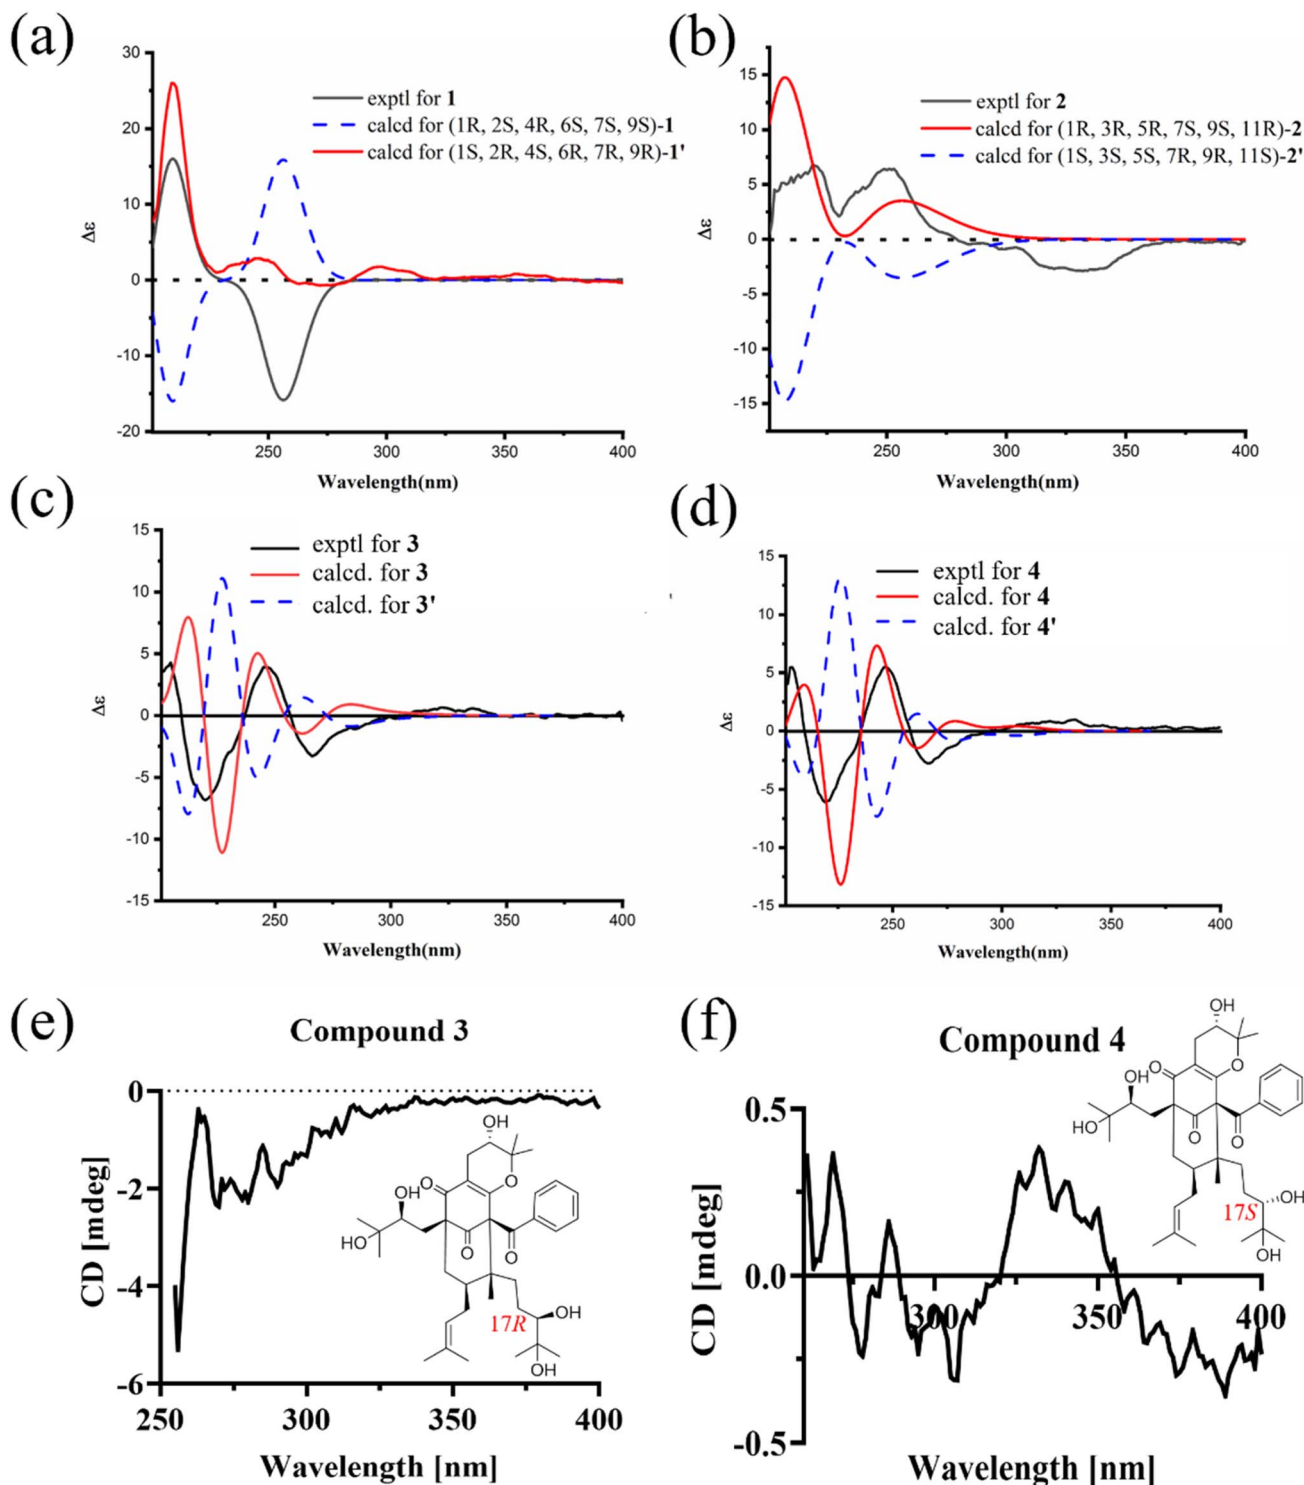 (a)
30
20
10
0
-10
-20
250
300
350
400
Δε
Wavelength(nm)
exptl for 1
calcd for (1R, 2S, 4R, 6S, 7S, 9S)-1
calcd for (1S, 2R, 4S, 6R, 7R, 9R)-1'
(b)
15
10
5
0
-5
-10
-15
250
300
350
400
Δε
Wavelength(nm)
exptl for 2
calcd for (1R, 3R, 5R, 7S, 9S, 11R)-2
calcd for (1S, 3S, 5S, 7R, 9R, 11S)-2'
(c)
15
10
5
0
-5
-10
-15
250
300
350
400
Δε
Wavelength(nm)
exptl for 3
calcd. for 3
calcd. for 3'
(d)
15
10
5
0
-5
-10
-15
250
300
350
400
Δε
Wavelength(nm)
exptl for 4
calcd. for 4
calcd. for 4'
(e)
Compound 3
0
-2
-4
-6
250
300
350
400
CD [mdeg]
Wavelength [nm]
OH
O
O
OH
HO
O
O
17R
OH
OH
(f)
Compound 4
0.5
0.0
-0.5
300
350
400
CD [mdeg]
Wavelength [nm]
OH
O
O
OH
HO
O
O
17S
OH
OH